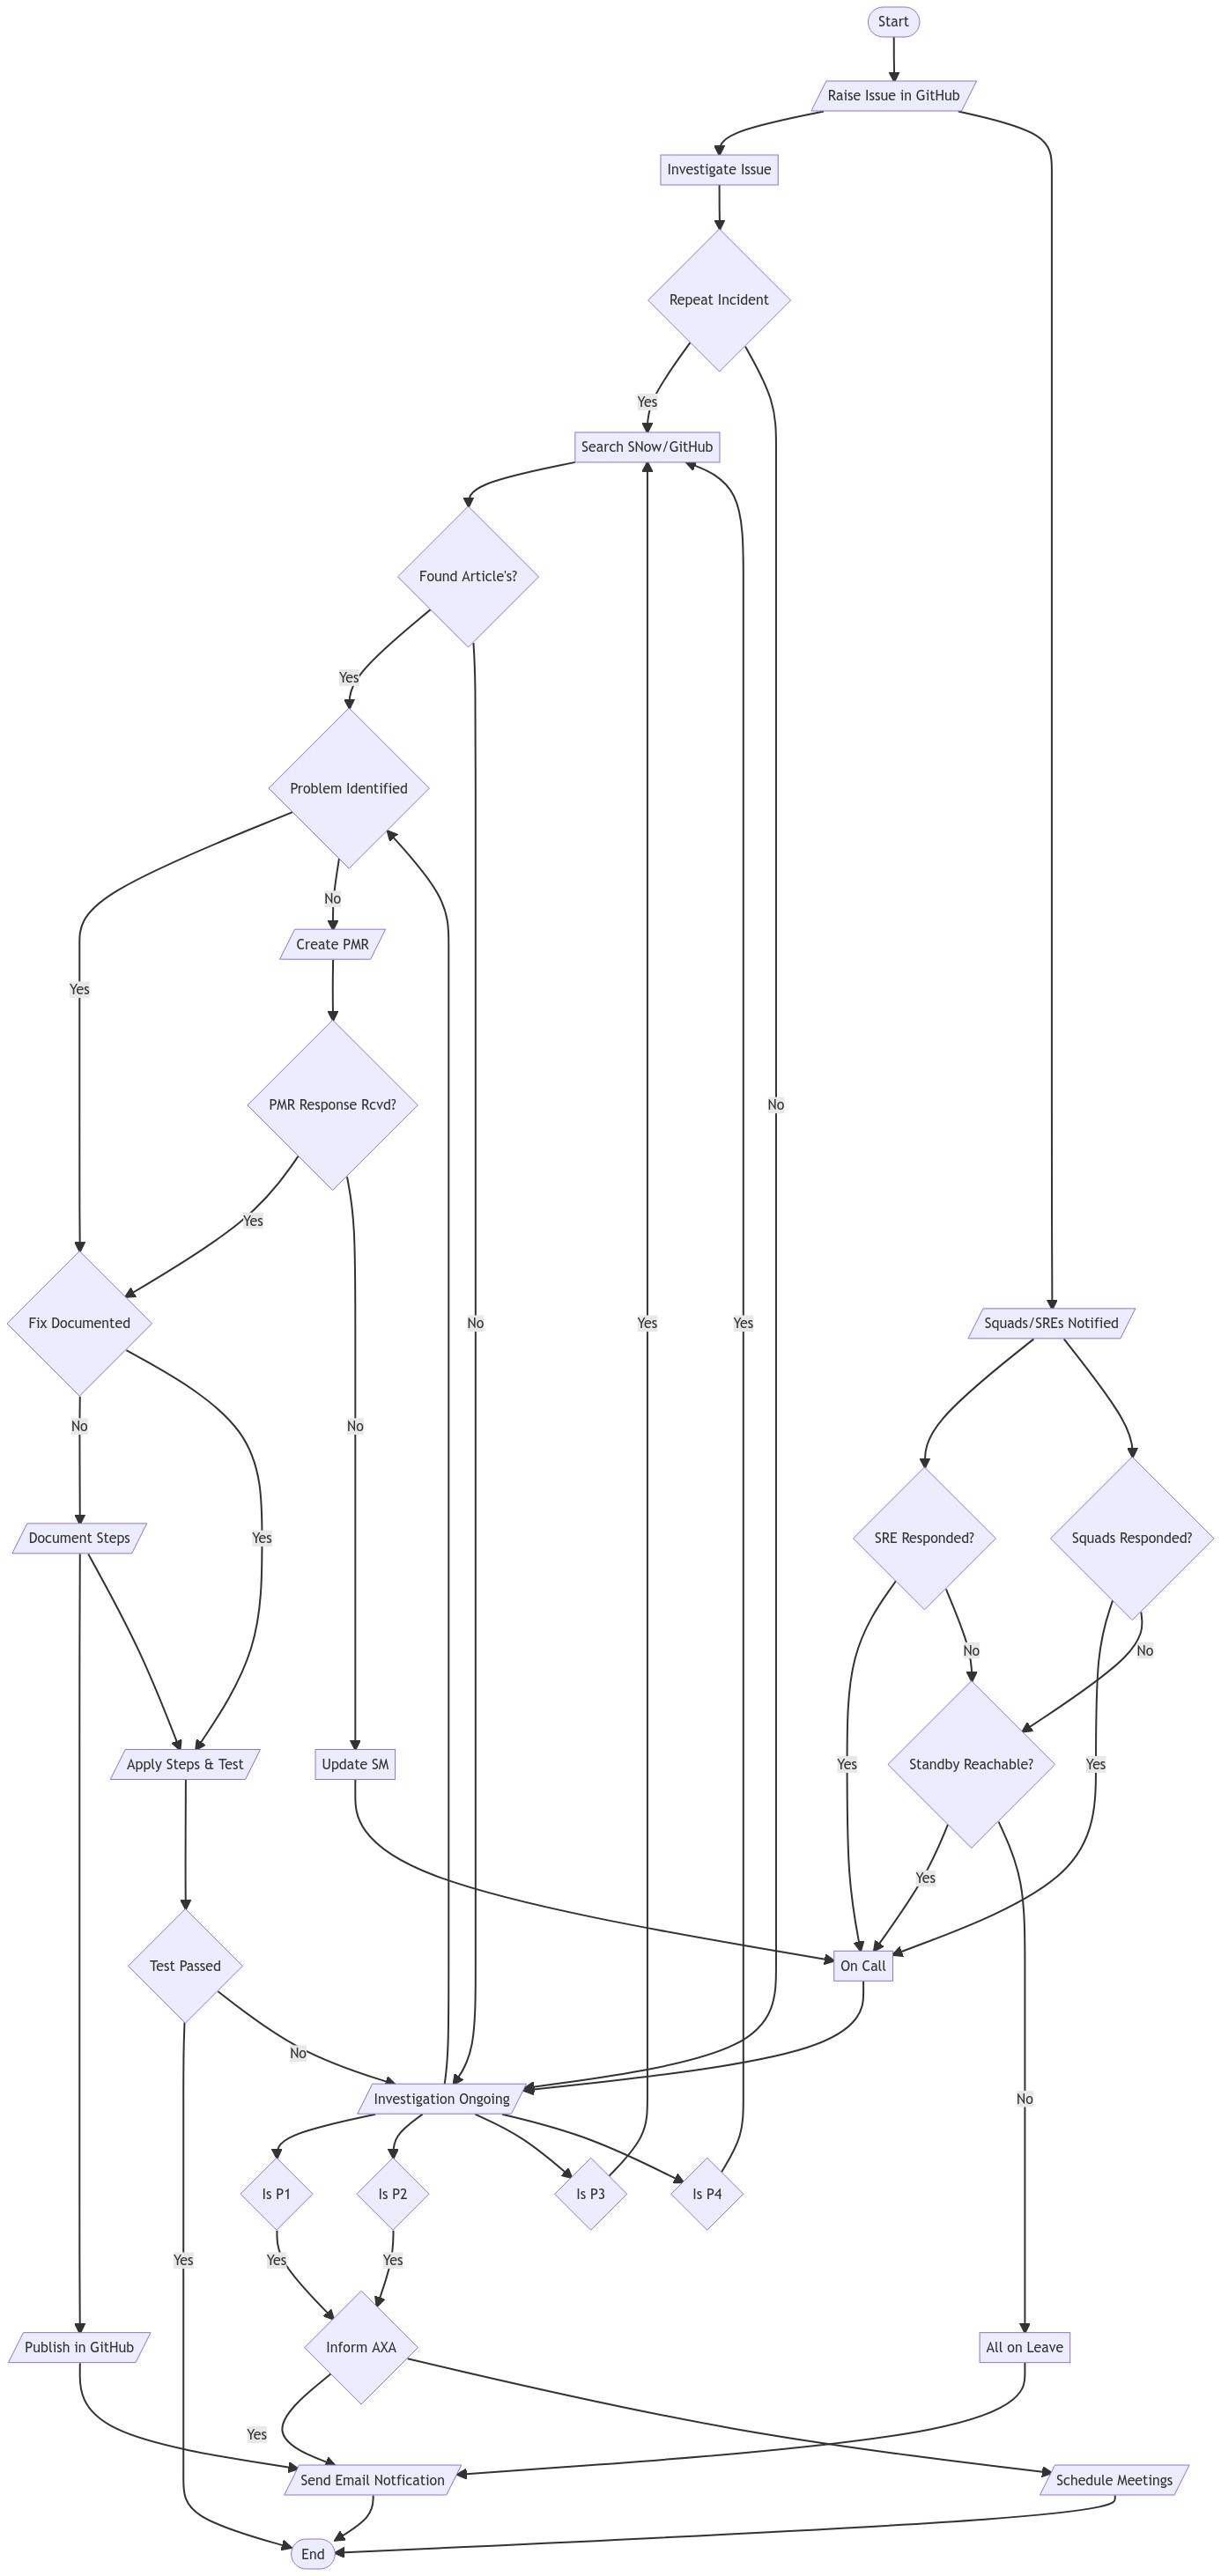 Start
Raise Issue in GitHub
Investigate Issue
Repeat Incident
Yes
Search SNow/GitHub
Found Article's?
Yes
Problem Identified
No
Create PMR
Yes
PMR Response Rcvd?
No
Yes
Fix Documented
No
Yes
Yes
Squads/SREs Notified
No
No
Document Steps
Yes
SRE Responded?
Squads Responded?
No
No
Apply Steps & Test
Update SM
Yes
Standby Reachable?
Yes
Yes
Test Passed
On Call
No
Investigation Ongoing
No
Is P1
Is P2
Is P3
Is P4
Yes
Yes
Yes
Publish in GitHub
Inform AXA
All on Leave
Yes
Send Email Notfication
Schedule Meetings
End